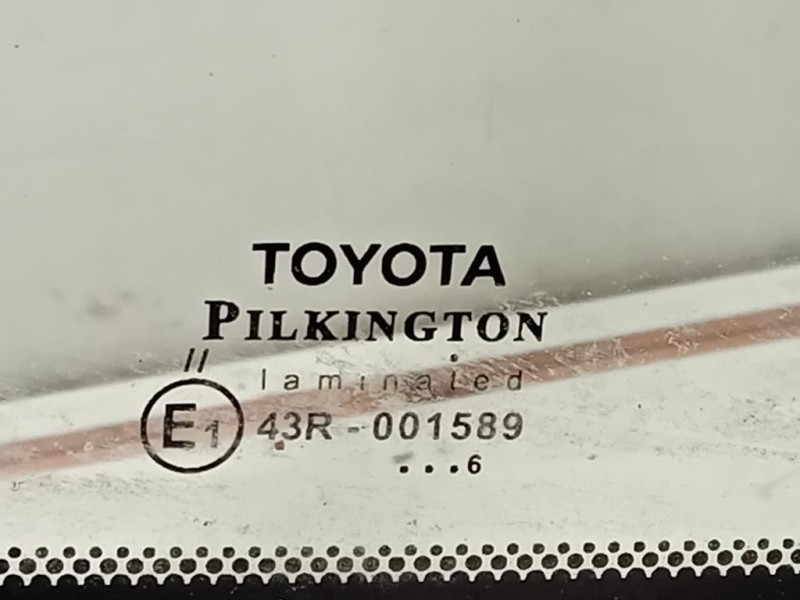 TOYOTA
PILKINGTON
//
laminated
E1 43R-001589
...6